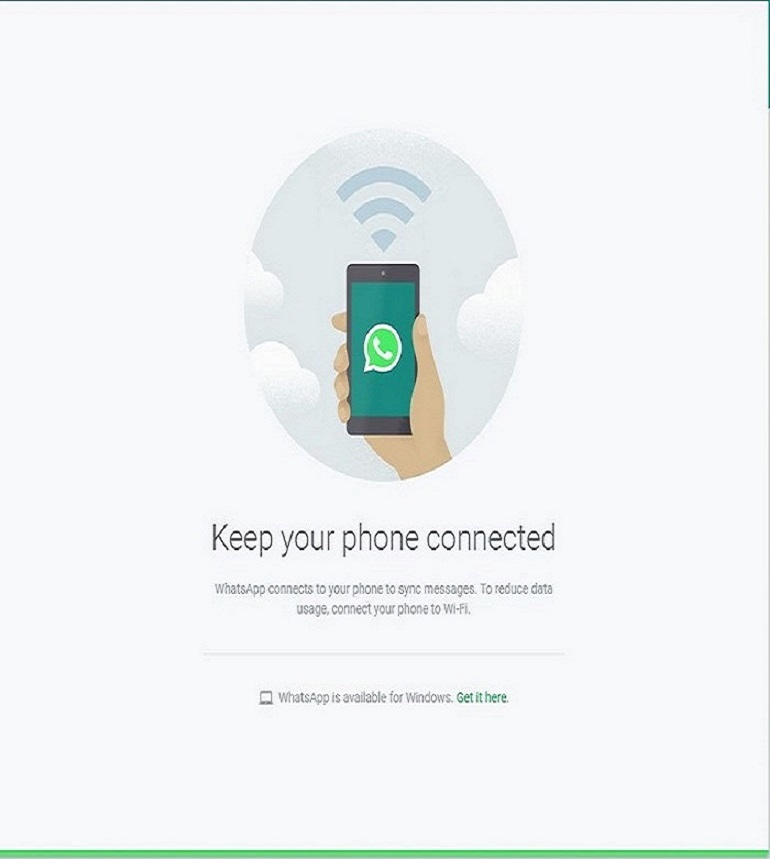 Keep your phone connected
WhatsApp connects to your phone to sync messages. To reduce data
usage, connect your phone to Wi-Fi.
WhatsApp is available for Windows. Get it here.